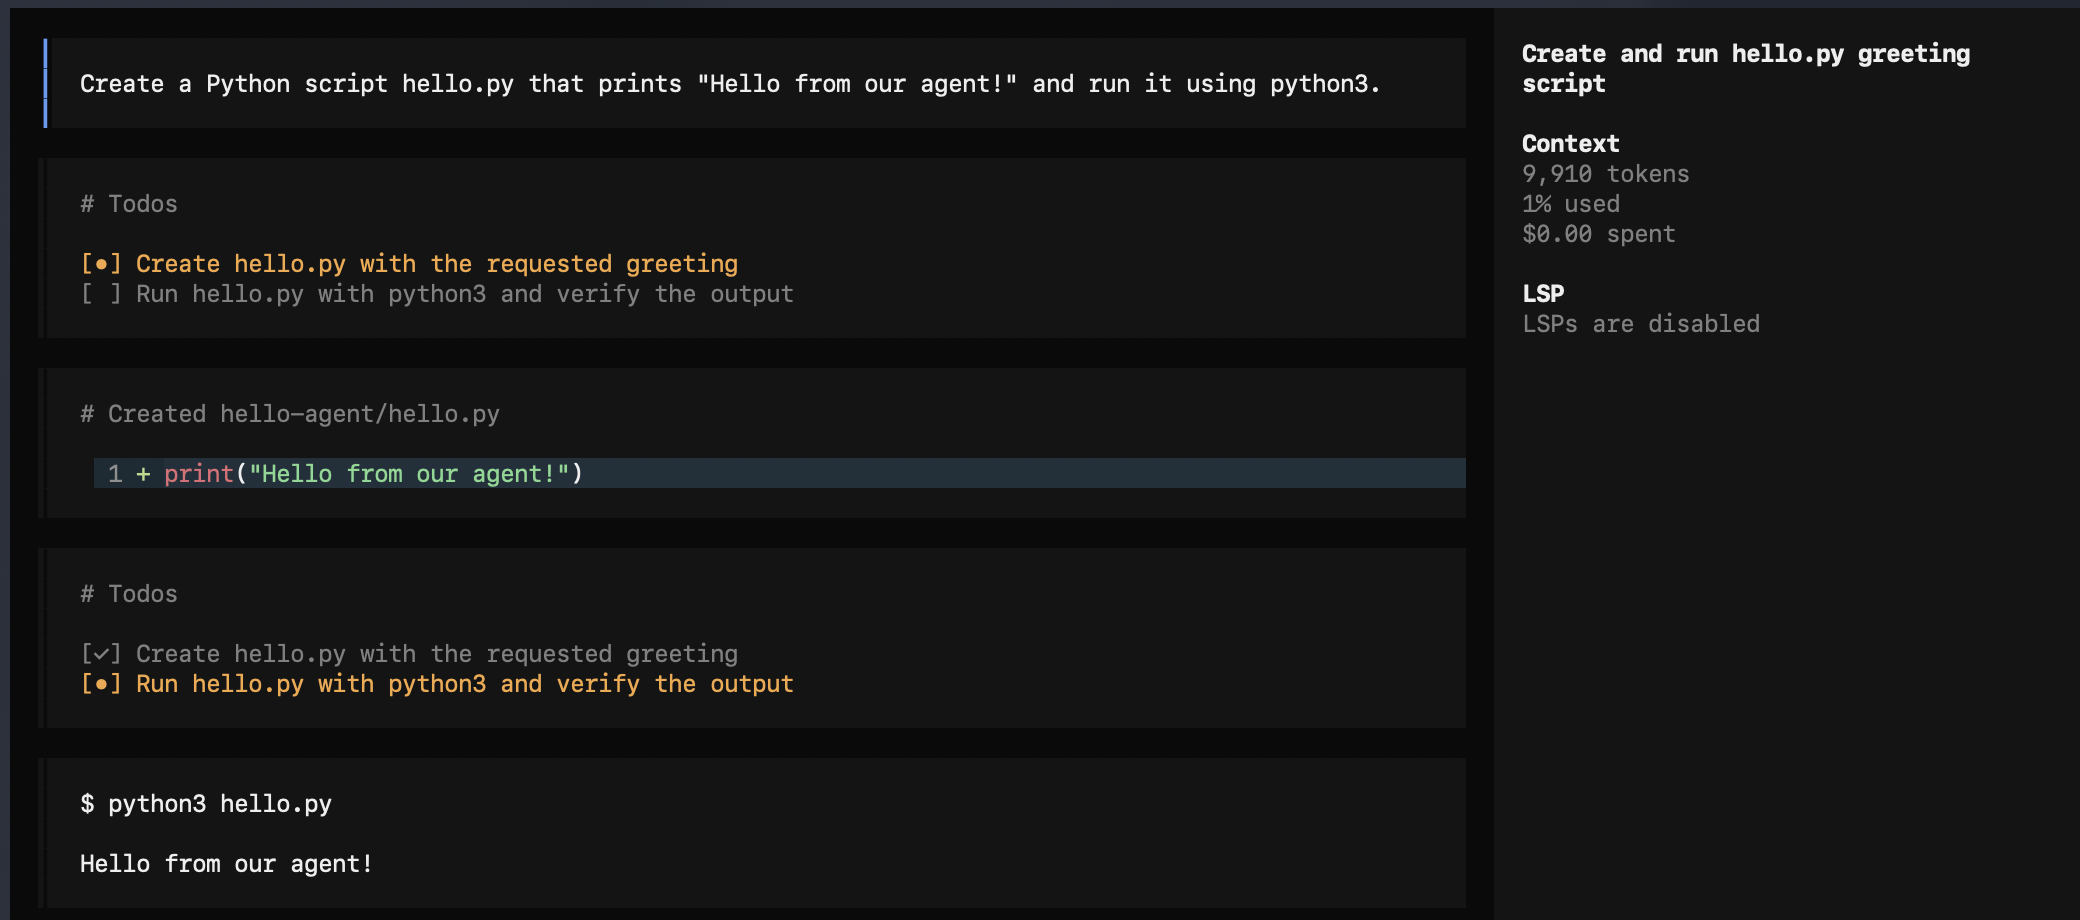 Create a Python script hello.py that prints "Hello from our agent!" and run it using python3.
# Todos
[•] Create hello.py with the requested greeting
[ ] Run hello.py with python3 and verify the output
# Created hello-agent/hello.py
1 + print("Hello from our agent!")
# Todos
[✓] Create hello.py with the requested greeting
[•] Run hello.py with python3 and verify the output
$ python3 hello.py
Hello from our agent!
Create and run hello.py greeting
script
Context
9,910 tokens
1% used
$0.00 spent
LSP
LSPs are disabled